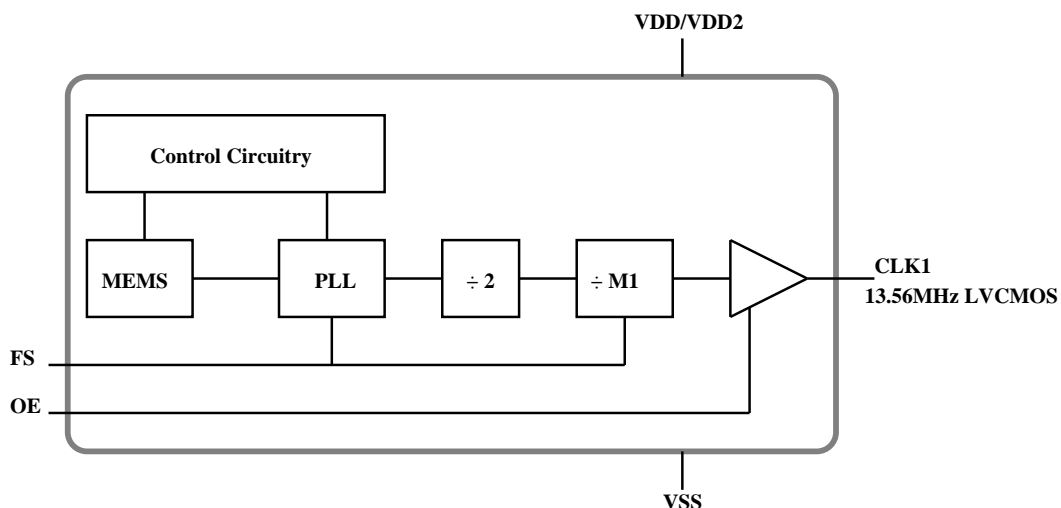 VDD/VDD2
Control Circuitry
MEMS
PLL
÷ 2
÷ M1
CLK1
13.56MHz LVCMOS
FS
OE
VSS